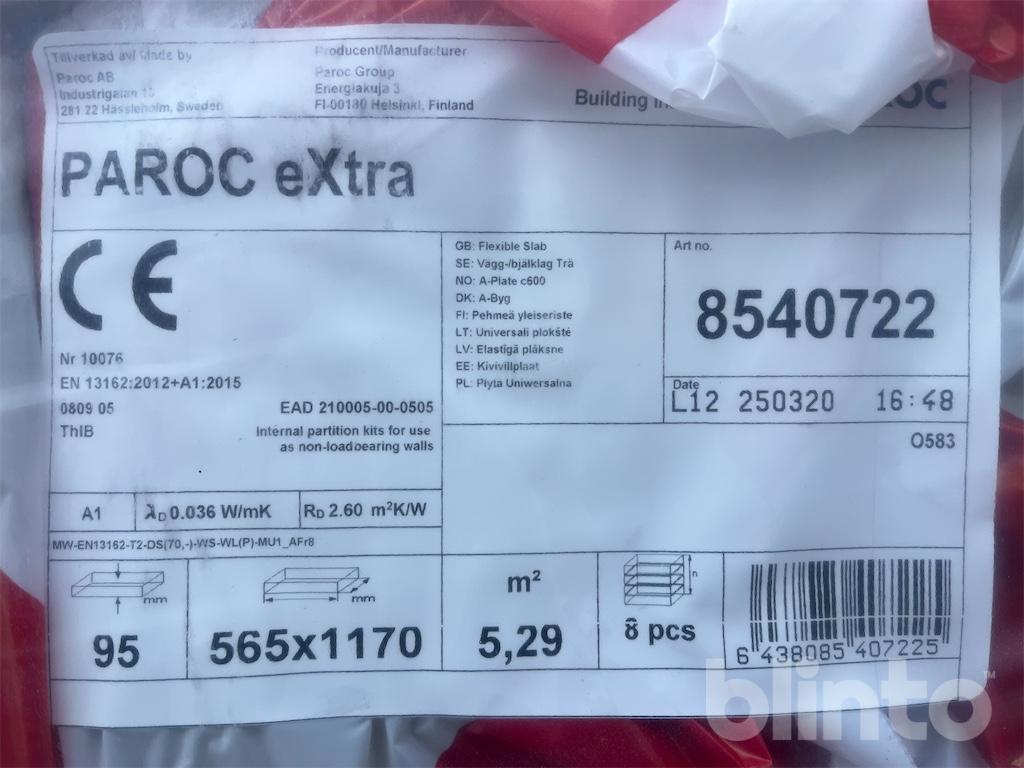 Tillverkad av/ Made by
Paroc AB
Industrigatan
281 22 Hässleholm, Sweden
Producent/Manufacturer
Paroc Group
Energiakuja 3
FI-00180 Helsinki, Finland
Building
ROC
PAROC eXtra
CE
Nr 10076
EN 13162:2012+A1:2015
0809 05
ThIB
EAD 210005-00-0505
Internal partition kits for use
as non-loadbearing walls
GB: Flexible Slab
SE: Vägg-/bjälklag Trä
NO: A-Plate c600
DK: A-Byg
FI: Pehmeä yleiseriste
LT: Universali plokštė
LV: Elastīgā plāksne
EE: Kivivillplaat
PL: Płyta Uniwersalna
Art no.
8540722
Date
L12 250320 16:48
O583
A1
λD 0.036 W/mK
RD 2.60 m²K/W
MW-EN13162-T2-DS(70,-)-WS-WL(P)-MU1_AFr8
mm
95
mm
565x1170
m²
5,29
n
8 pcs
6 438085 407225
blinto™